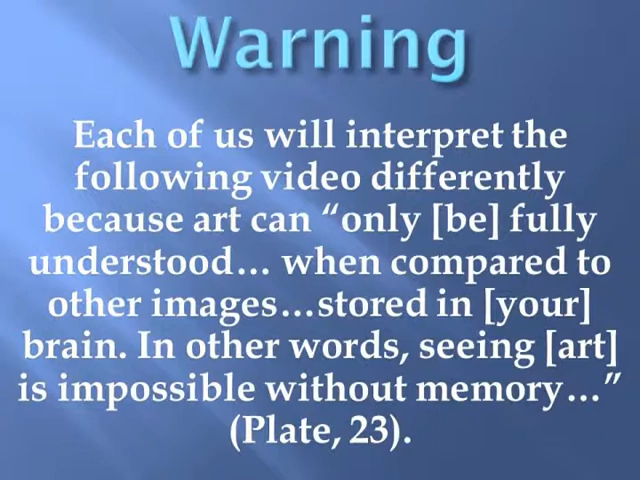 Warning
Each of us will interpret the
following video differently
because art can “only [be] fully
understood… when compared to
other images…stored in [your]
brain. In other words, seeing [art]
is impossible without memory…”
(Plate, 23).